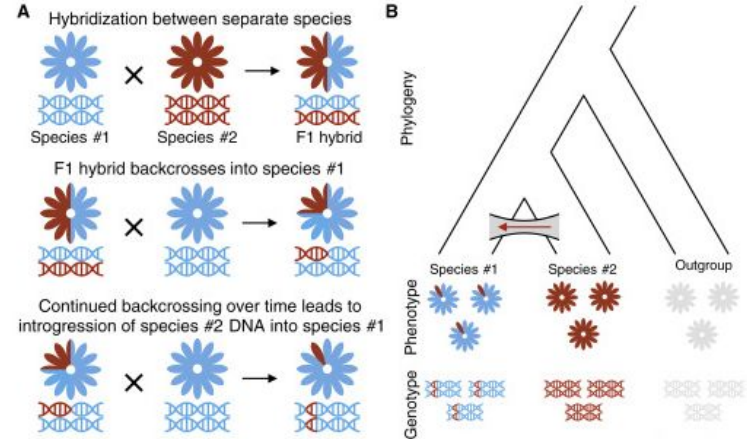 A
Hybridization between separate species
Species #1
Species #2
F1 hybrid
F1 hybrid backcrosses into species #1
Continued backcrossing over time leads to
introgression of species #2 DNA into species #1
B
Phylogeny
Species #1
Species #2
Outgroup
Phenotype
Genotype